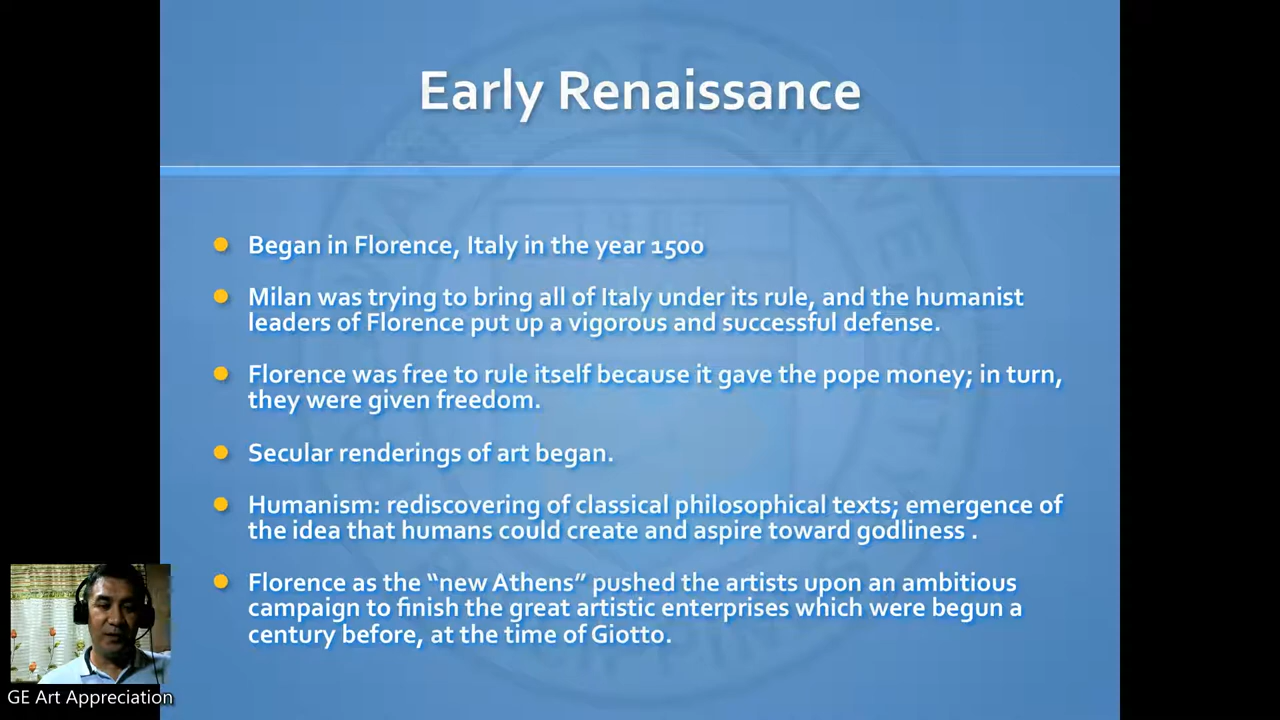 Early Renaissance
Began in Florence, Italy in the year 1500
Milan was trying to bring all of Italy under its rule, and the humanist
leaders of Florence put up a vigorous and successful defense.
Florence was free to rule itself because it gave the pope money; in turn,
they were given freedom.
Secular renderings of art began.
Humanism: rediscovering of classical philosophical texts; emergence of
the idea that humans could create and aspire toward godliness .
Florence as the “new Athens” pushed the artists upon an ambitious
campaign to finish the great artistic enterprises which were begun a
century before, at the time of Giotto.
GE Art Appreciation